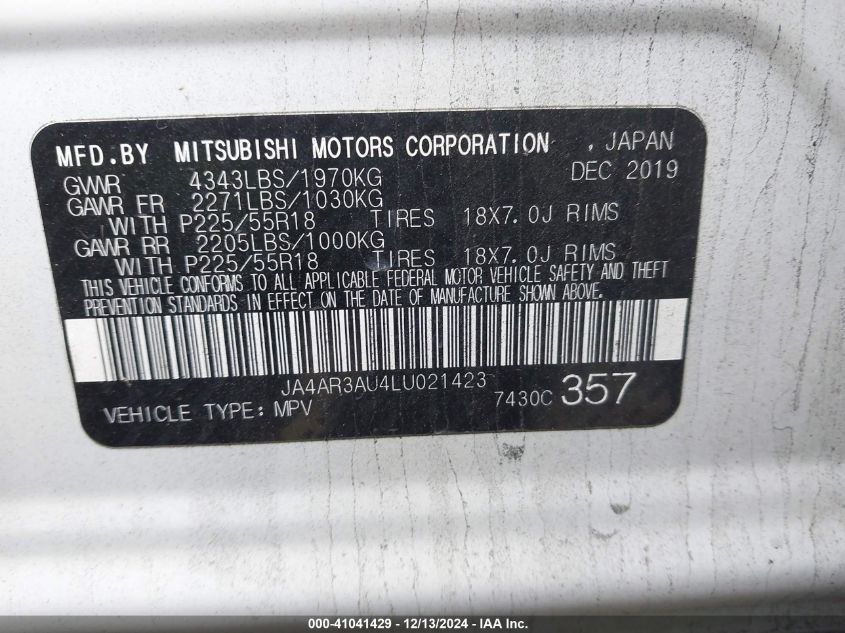 MFD.BY MITSUBISHI MOTORS CORPORATION , JAPAN
GVWR 4343LBS/1970KG DEC 2019
GAWR FR 2271LBS/1030KG
WITH P225/55R18 TIRES 18X7.0J RIMS
GAWR RR 2205LBS/1000KG
WITH P225/55R18 TIRES 18X7.0J RIMS
THIS VEHICLE CONFORMS TO ALL APPLICABLE FEDERAL MOTOR VEHICLE SAFETY AND THEFT
PREVENTION STANDARDS IN EFFECT ON THE DATE OF MANUFACTURE SHOWN ABOVE.
JA4AR3AU4LU021423
VEHICLE TYPE: MPV 7430C 357
000-41041429 - 12/13/2024 - IAA Inc.